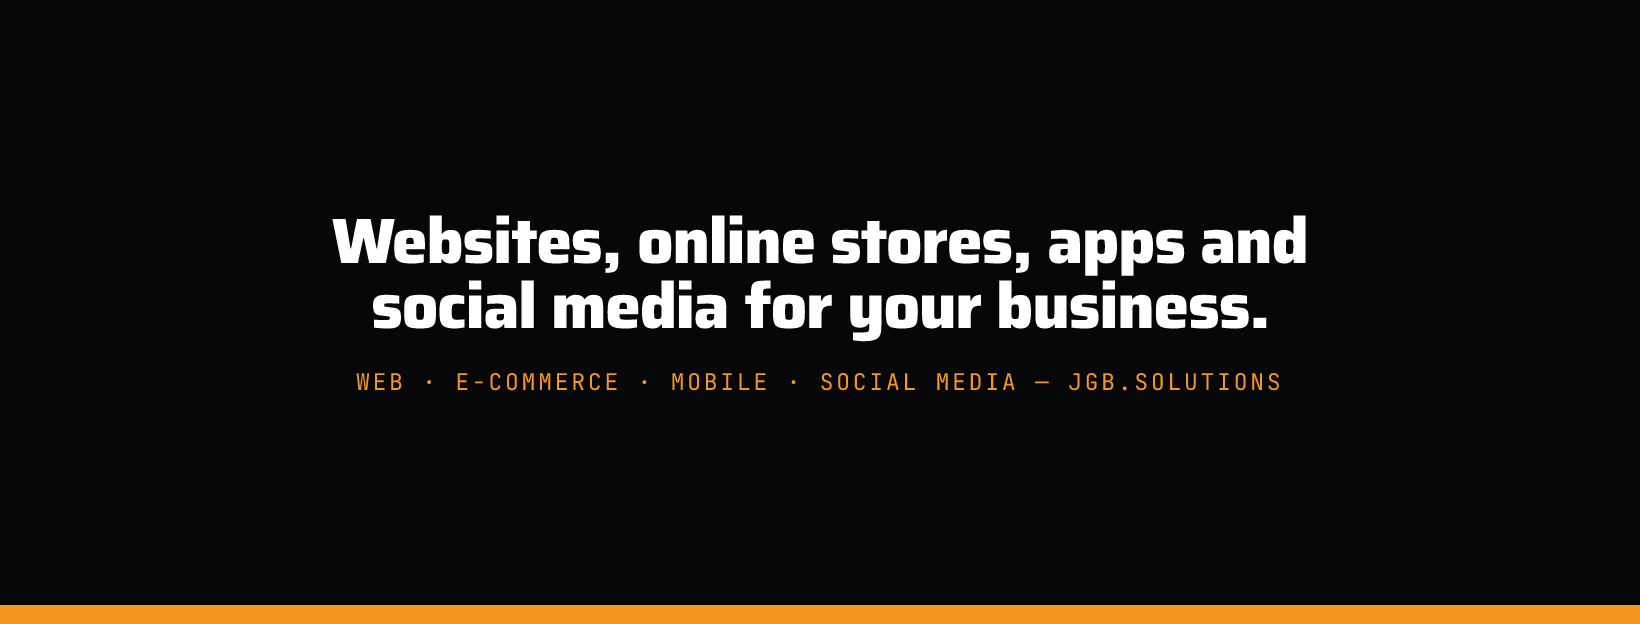 Websites, online stores, apps and
social media for your business.
WEB · E-COMMERCE · MOBILE · SOCIAL MEDIA — JGB.SOLUTIONS